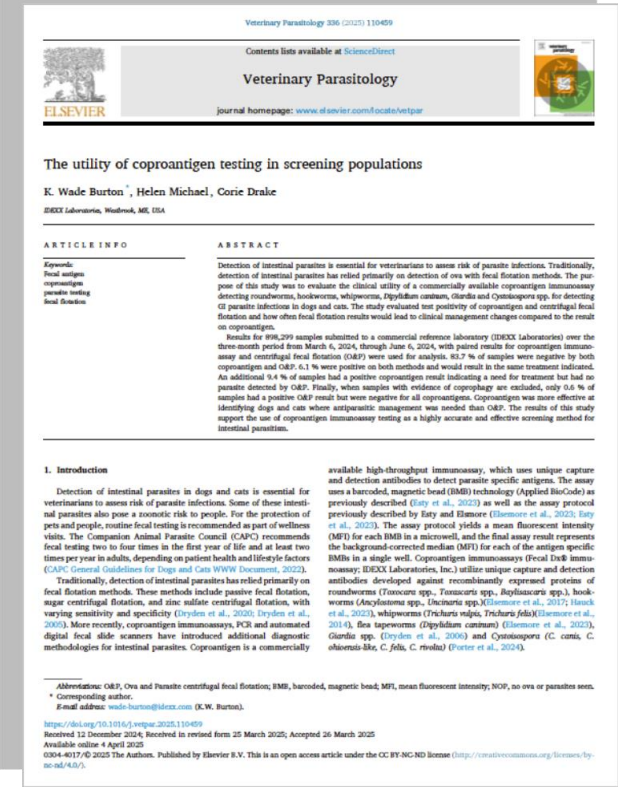 Veterinary Parasitology 336 (2025) 110459
Contents lists available at ScienceDirect
Veterinary Parasitology
journal homepage: www.elsevier.com/locate/vetpar
ELSEVIER
The utility of coproantigen testing in screening populations
K. Wade Burton *, Helen Michael, Corie Drake
IDEXX Laboratories, Westbrook, ME, USA
ARTICLE INFO
Keywords:
Fecal antigen
coproantigen
parasite testing
fecal flotation
ABSTRACT
Detection of intestinal parasites is essential for veterinarians to assess risk of parasite infections. Traditionally,
detection of intestinal parasites has relied primarily on detection of ova with fecal flotation methods. The pur-
pose of this study was to evaluate the clinical utility of a commercially available coproantigen immunoassay
detecting roundworms, hookworms, whipworms, Dipylidium caninum, Giardia and Cystoisospora spp. for detecting
GI parasite infections in dogs and cats. The study evaluated test positivity of coproantigen and centrifugal fecal
flotation and how often fecal flotation results would lead to clinical management changes compared to the result
on coproantigen.
Results for 898,299 samples submitted to a commercial reference laboratory (IDEXX Laboratories) over the
three-month period from March 6, 2024, through June 6, 2024, with paired results for coproantigen immuno-
assay and centrifugal fecal flotation (O&P) were used for analysis. 83.7 % of samples were negative by both
coproantigen and O&P. 6.1 % were positive on both methods and would result in the same treatment indicated.
An additional 9.4 % of samples had a positive coproantigen result indicating a need for treatment but had no
parasite detected by O&P. Finally, when samples with evidence of coprophagy are excluded, only 0.6 % of
samples had a positive O&P result but were negative for all coproantigens. Coproantigen was more effective at
identifying dogs and cats where antiparasitic management was needed than O&P. The results of this study
support the use of coproantigen immunoassay testing as a highly accurate and effective screening method for
intestinal parasitism.
1. Introduction
Detection of intestinal parasites in dogs and cats is essential for
veterinarians to assess risk of parasite infections. Some of these intesti-
nal parasites also pose a zoonotic risk to people. For the protection of
pets and people, routine fecal testing is recommended as part of wellness
visits. The Companion Animal Parasite Council (CAPC) recommends
fecal testing two to four times in the first year of life and at least two
times per year in adults, depending on patient health and lifestyle factors
(CAPC General Guidelines for Dogs and Cats WWW Document, 2022).
Traditionally, detection of intestinal parasites has relied primarily on
fecal flotation methods. These methods include passive fecal flotation,
sugar centrifugal flotation, and zinc sulfate centrifugal flotation, with
varying sensitivity and specificity (Dryden et al., 2020; Dryden et al.,
2005). More recently, coproantigen immunoassays, PCR and automated
digital fecal slide scanners have introduced additional diagnostic
methodologies for intestinal parasites. Coproantigen is a commercially
available high-throughput immunoassay, which uses unique capture
and detection antibodies to detect parasite specific antigens. The assay
uses a barcoded, magnetic bead (BMB) technology (Applied BioCode) as
previously described (Esty et al., 2023) as well as the assay protocol
previously described by Esty and Elsmore (Elsemore et al., 2023; Esty
et al., 2023). The assay protocol yields a mean fluorescent intensity
(MFI) for each BMB in a microwell, and the final assay result represents
the background-corrected median (MFI) for each of the antigen specific
BMBs in a single well. Coproantigen immunoassays (Fecal Dx® immu-
noassay; IDEXX Laboratories, Inc.) utilize unique capture and detection
antibodies developed against recombinantly expressed proteins of
roundworms (Toxocara spp., Toxascaris spp., Baylisascaris spp.), hook-
worms (Ancylostoma spp., Uncinaria spp.)(Elsemore et al., 2017; Hauck
et al., 2023), whipworms (Trichuris vulpis, Trichuris felis)(Elsemore et al.,
2014), flea tapeworms (Dipylidium caninum) (Elsemore et al., 2023),
Giardia spp. (Dryden et al., 2006) and Cystoisospora (C. canis, C.
ohioensis-like, C. felis, C. rivolta) (Porter et al., 2024).
Abbreviations: O&P, Ova and Parasite centrifugal fecal flotation; BMB, barcoded, magnetic bead; MFI, mean fluorescent intensity; NOP, no ova or parasites seen.
* Corresponding author.
E-mail address: wade-burton@idexx.com (K.W. Burton).
https://doi.org/10.1016/j.vetpar.2025.110459
Received 12 December 2024; Received in revised form 25 March 2025; Accepted 26 March 2025
Available online 4 April 2025
0304-4017/© 2025 The Authors. Published by Elsevier B.V. This is an open access article under the CC BY-NC-ND license (http://creativecommons.org/licenses/by-
nc-nd/4.0/).